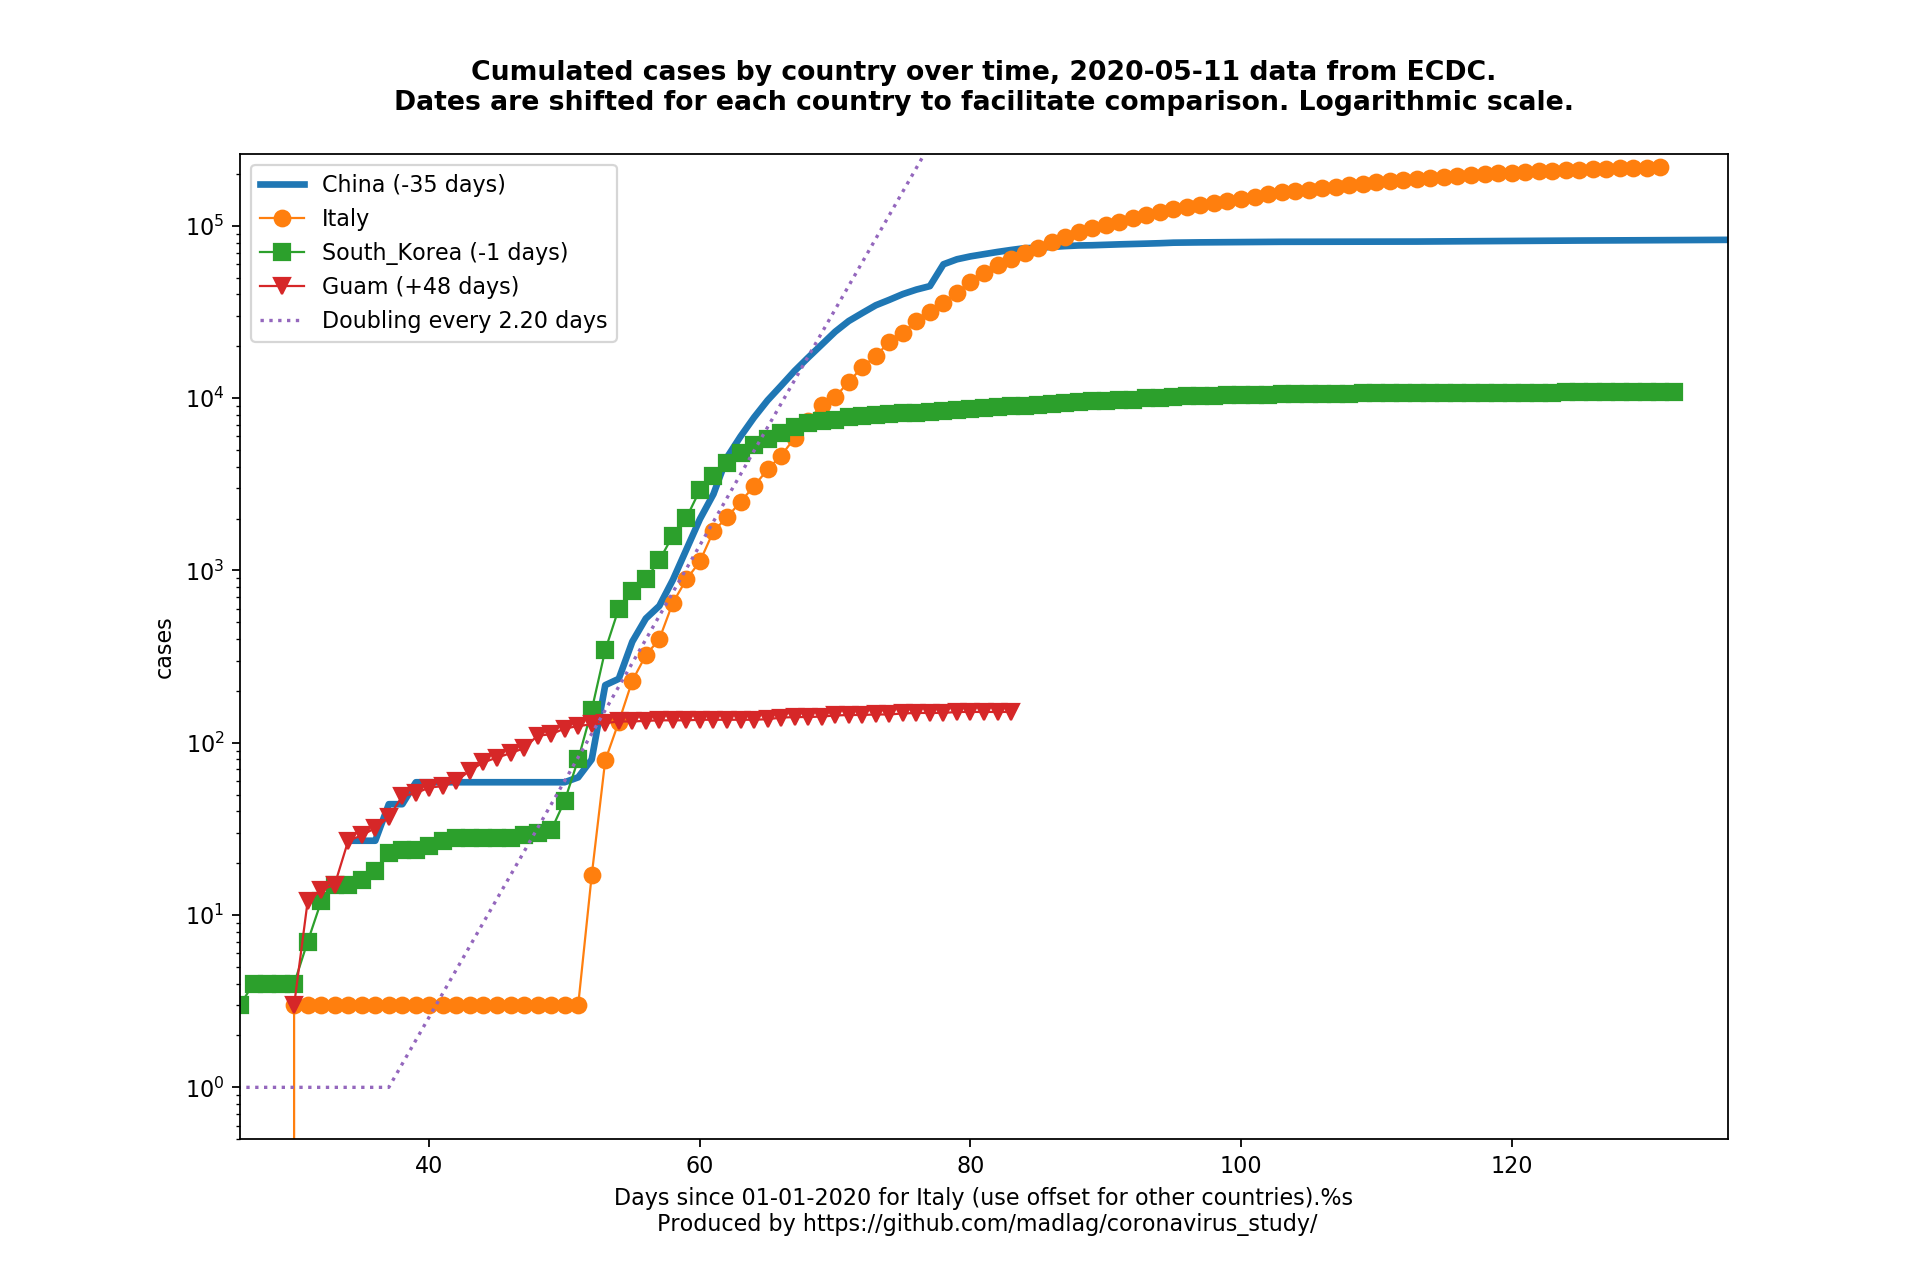 Cumulated cases by country over time, 2020-05-11 data from ECDC.
Dates are shifted for each country to facilitate comparison. Logarithmic scale.
China (-35 days)
Italy
South_Korea (-1 days)
Guam (+48 days)
Doubling every 2.20 days
10^5
10^4
10^3
10^2
10^1
10^0
cases
40 60 80 100 120
Days since 01-01-2020 for Italy (use offset for other countries).%s
Produced by https://github.com/madlag/coronavirus_study/